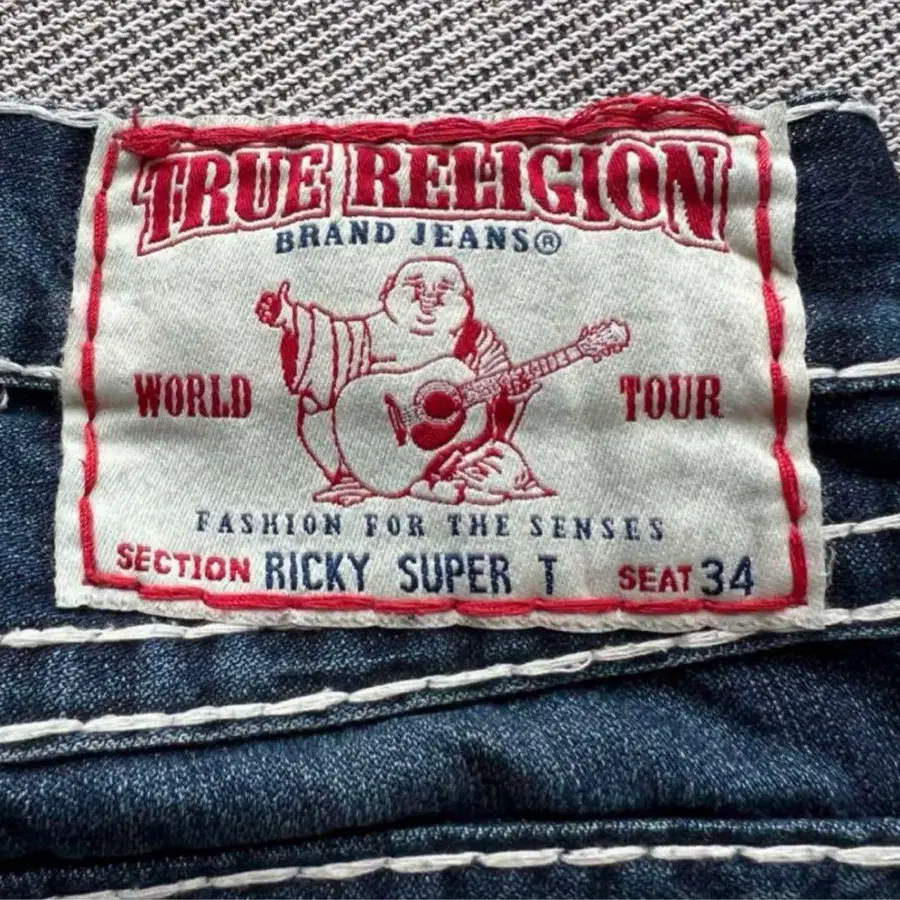 TRUE RELIGION
BRAND JEANS®
WORLD TOUR
FASHION FOR THE SENSES
SECTION RICKY SUPER T SEAT 34